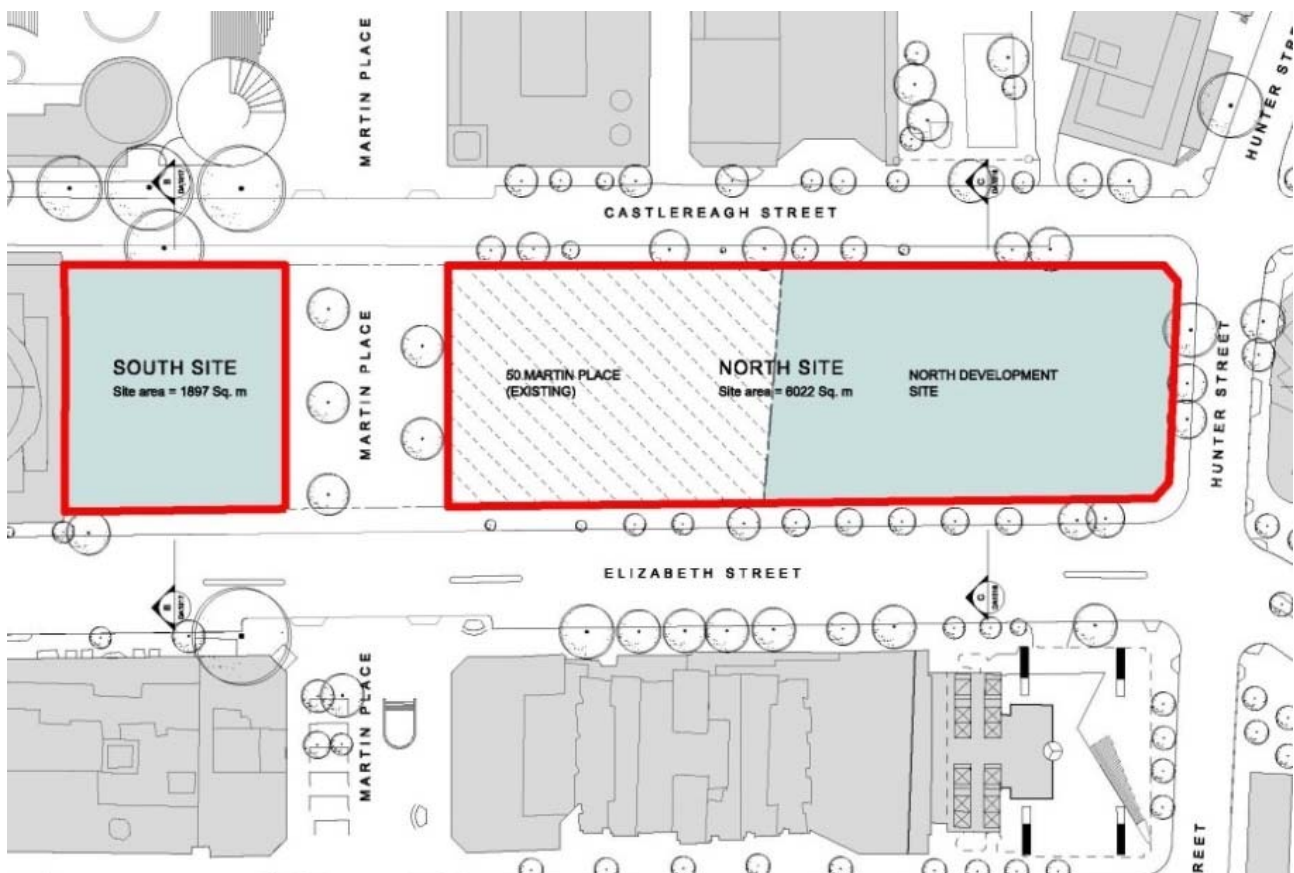 MARTIN PLACE
HUNTER STRE
CASTLEREAGH STREET
B
C
SOUTH SITE
Site area = 1897 Sq. m
MARTIN PLACE
50 MARTIN PLACE
(EXISTING)
NORTH SITE
Site area = 6022 Sq. m
NORTH DEVELOPMENT
SITE
HUNTER STREET
ELIZABETH STREET
B
C
MARTIN PLACE
REET